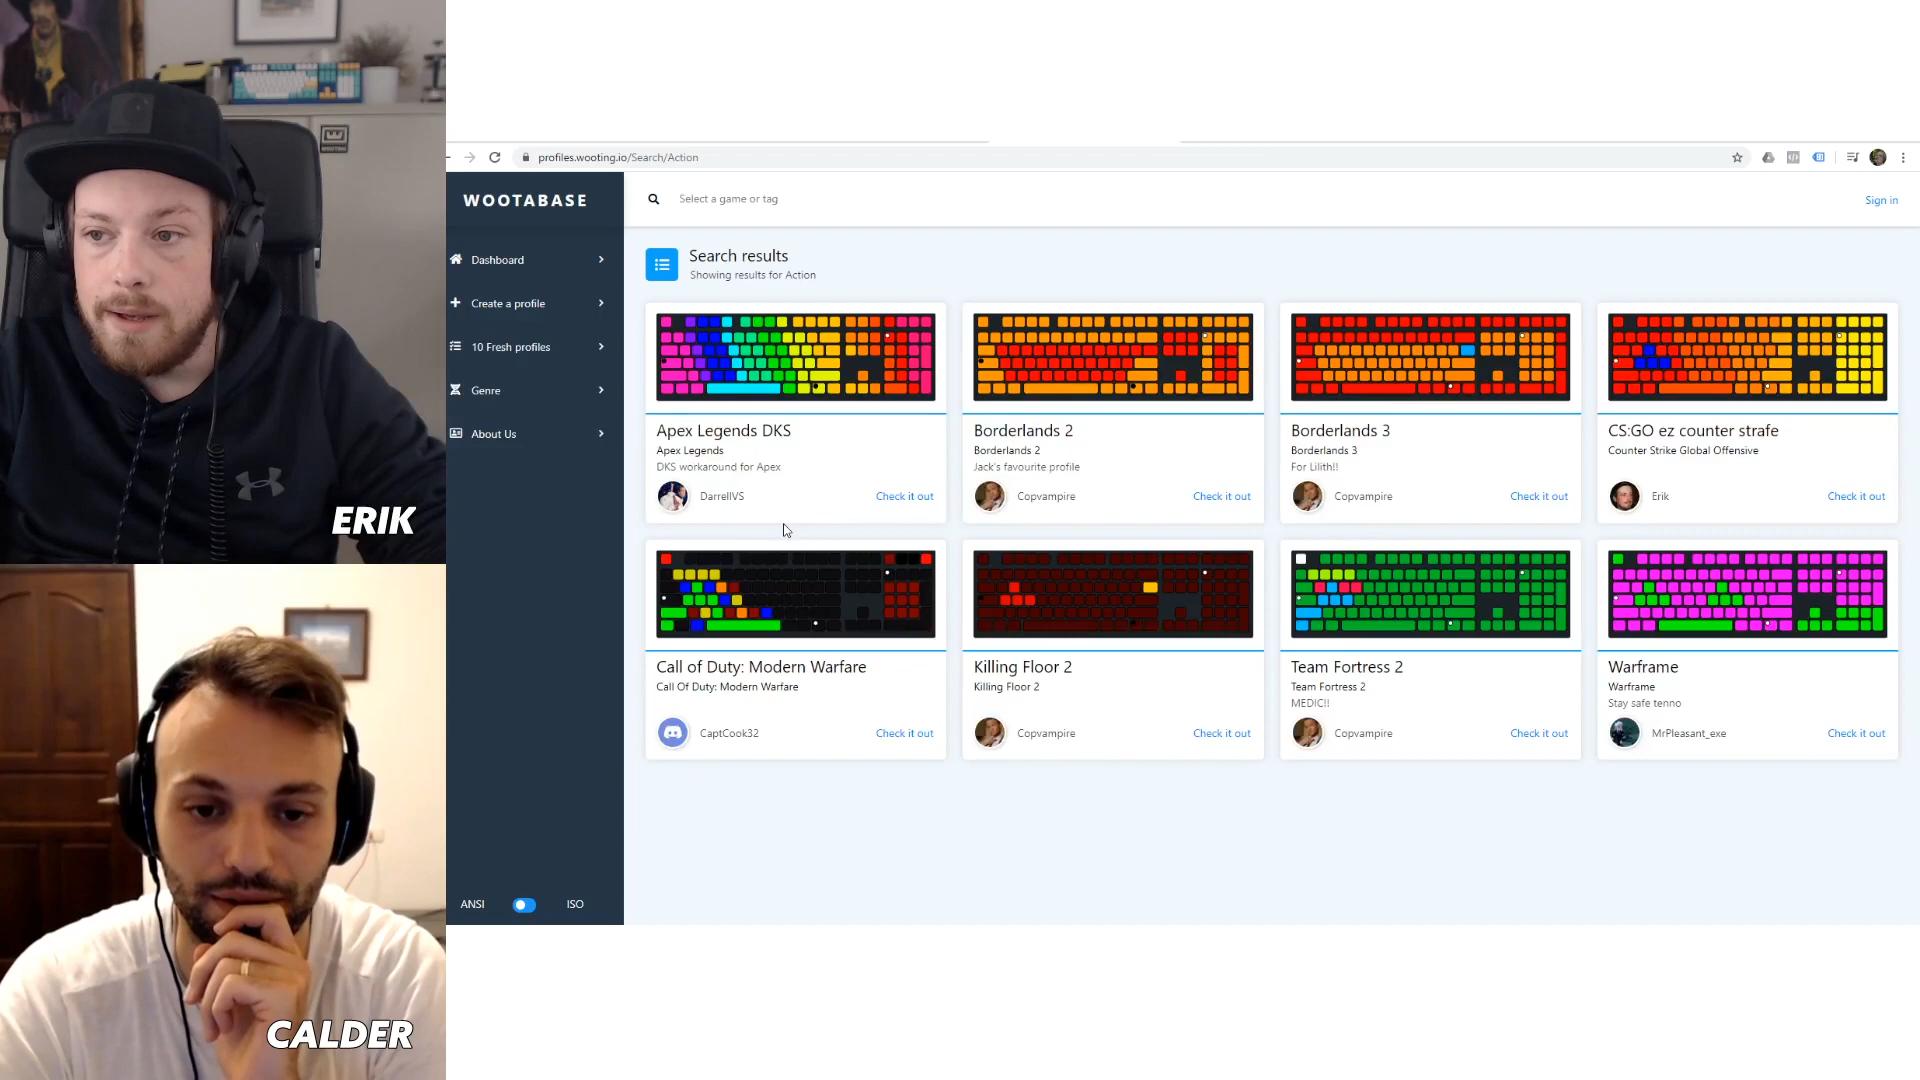 ERIK
CALDER
profiles.wooting.io/Search/Action
WOOTABASE
Select a game or tag
Sign in
Dashboard
Create a profile
10 Fresh profiles
Genre
About Us
ANSI
ISO
Search results
Showing results for Action
Apex Legends DKS
Apex Legends
DKS workaround for Apex
DarrellVS
Check it out
Borderlands 2
Borderlands 2
Jack's favourite profile
Copvampire
Check it out
Borderlands 3
Borderlands 3
For Lilith!!
Copvampire
Check it out
CS:GO ez counter strafe
Counter Strike Global Offensive
Erik
Check it out
Call of Duty: Modern Warfare
Call Of Duty: Modern Warfare
CaptCook32
Check it out
Killing Floor 2
Killing Floor 2
Copvampire
Check it out
Team Fortress 2
Team Fortress 2
MEDIC!!
Copvampire
Check it out
Warframe
Warframe
Stay safe tenno
MrPleasant_exe
Check it out